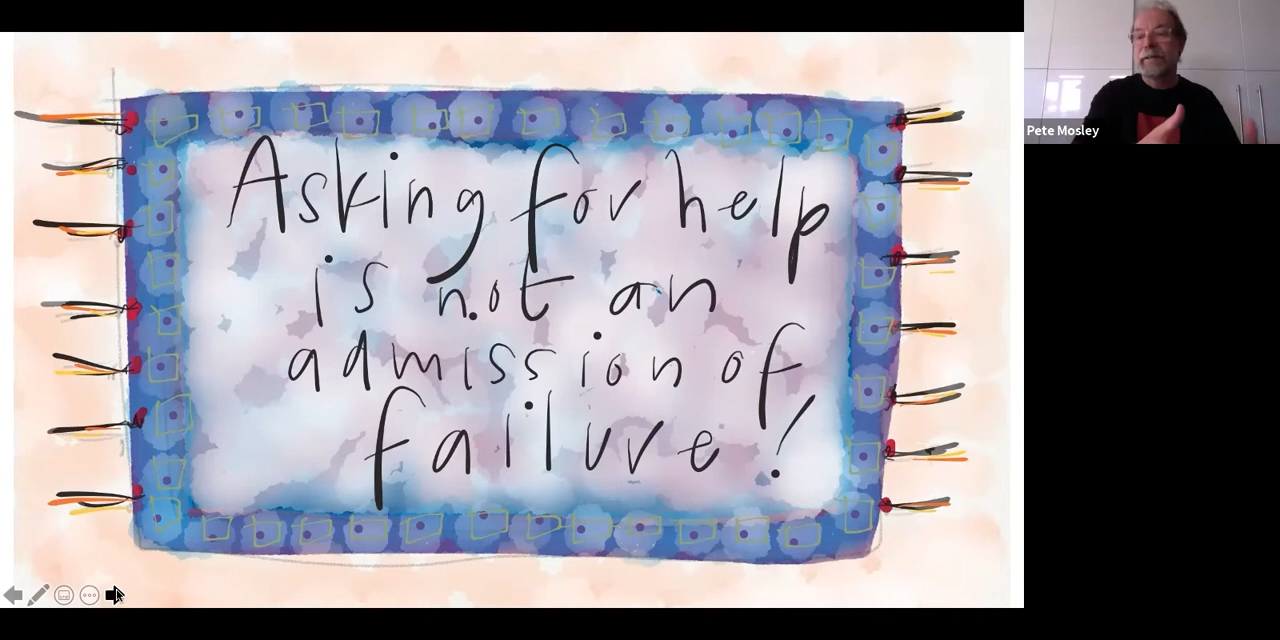 Asking for help
is not an
admission of
failure!
Pete Mosley